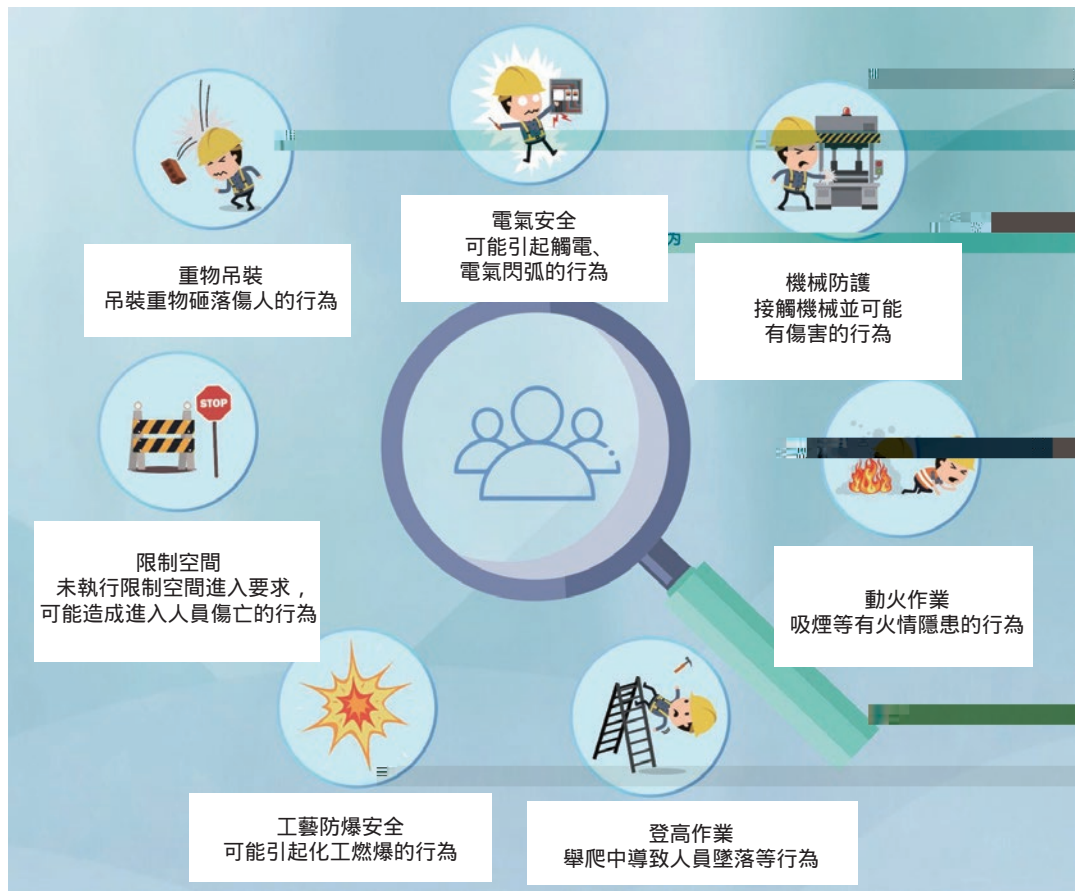 電氣安全
可能引起觸電、
電氣閃弧的行為
重物吊裝
吊裝重物砸落傷人的行為
機械防護
接觸機械並可能
有傷害的行為
STOP
限制空間
未執行限制空間進入要求，
可能造成進入人員傷亡的行為
動火作業
吸煙等有火情隱患的行為
工藝防爆安全
可能引起化工燃爆的行為
登高作業
舉爬中導致人員墜落等行為